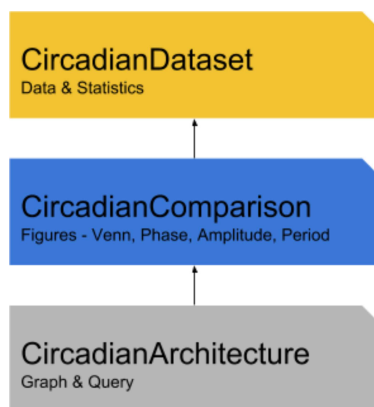 CircadianDataset
Data & Statistics
CircadianComparison
Figures - Venn, Phase, Amplitude, Period
CircadianArchitecture
Graph & Query